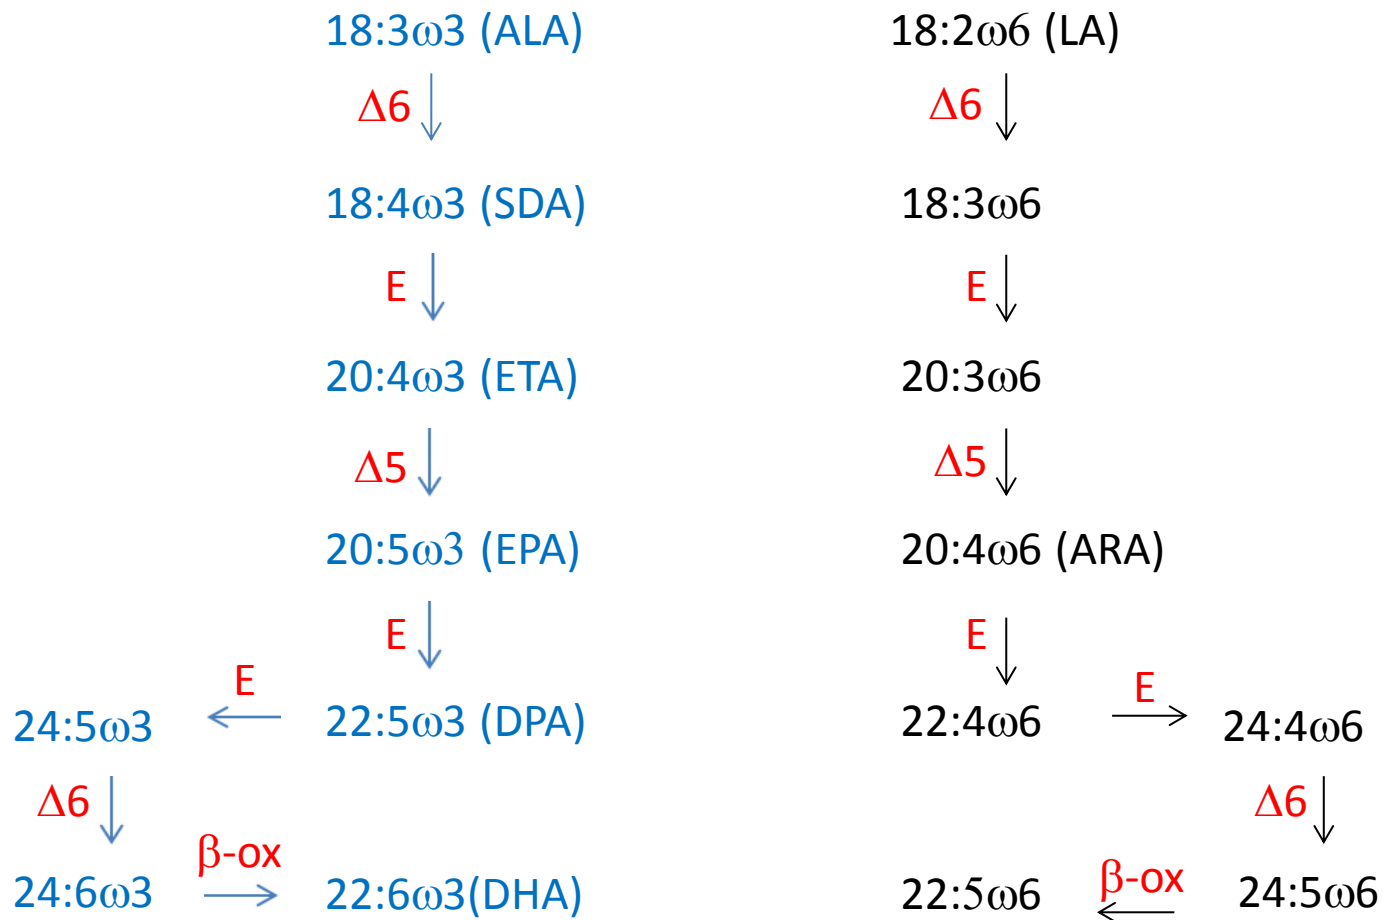 18:3ω3 (ALA)
18:2ω6 (LA)
Δ6
Δ6
18:4ω3 (SDA)
18:3ω6
E
E
20:4ω3 (ETA)
20:3ω6
Δ5
Δ5
20:5ω3 (EPA)
20:4ω6 (ARA)
E
E
E
E
24:5ω3
22:5ω3 (DPA)
22:4ω6
24:4ω6
Δ6
Δ6
β-ox
β-ox
24:6ω3
22:6ω3(DHA)
22:5ω6
24:5ω6